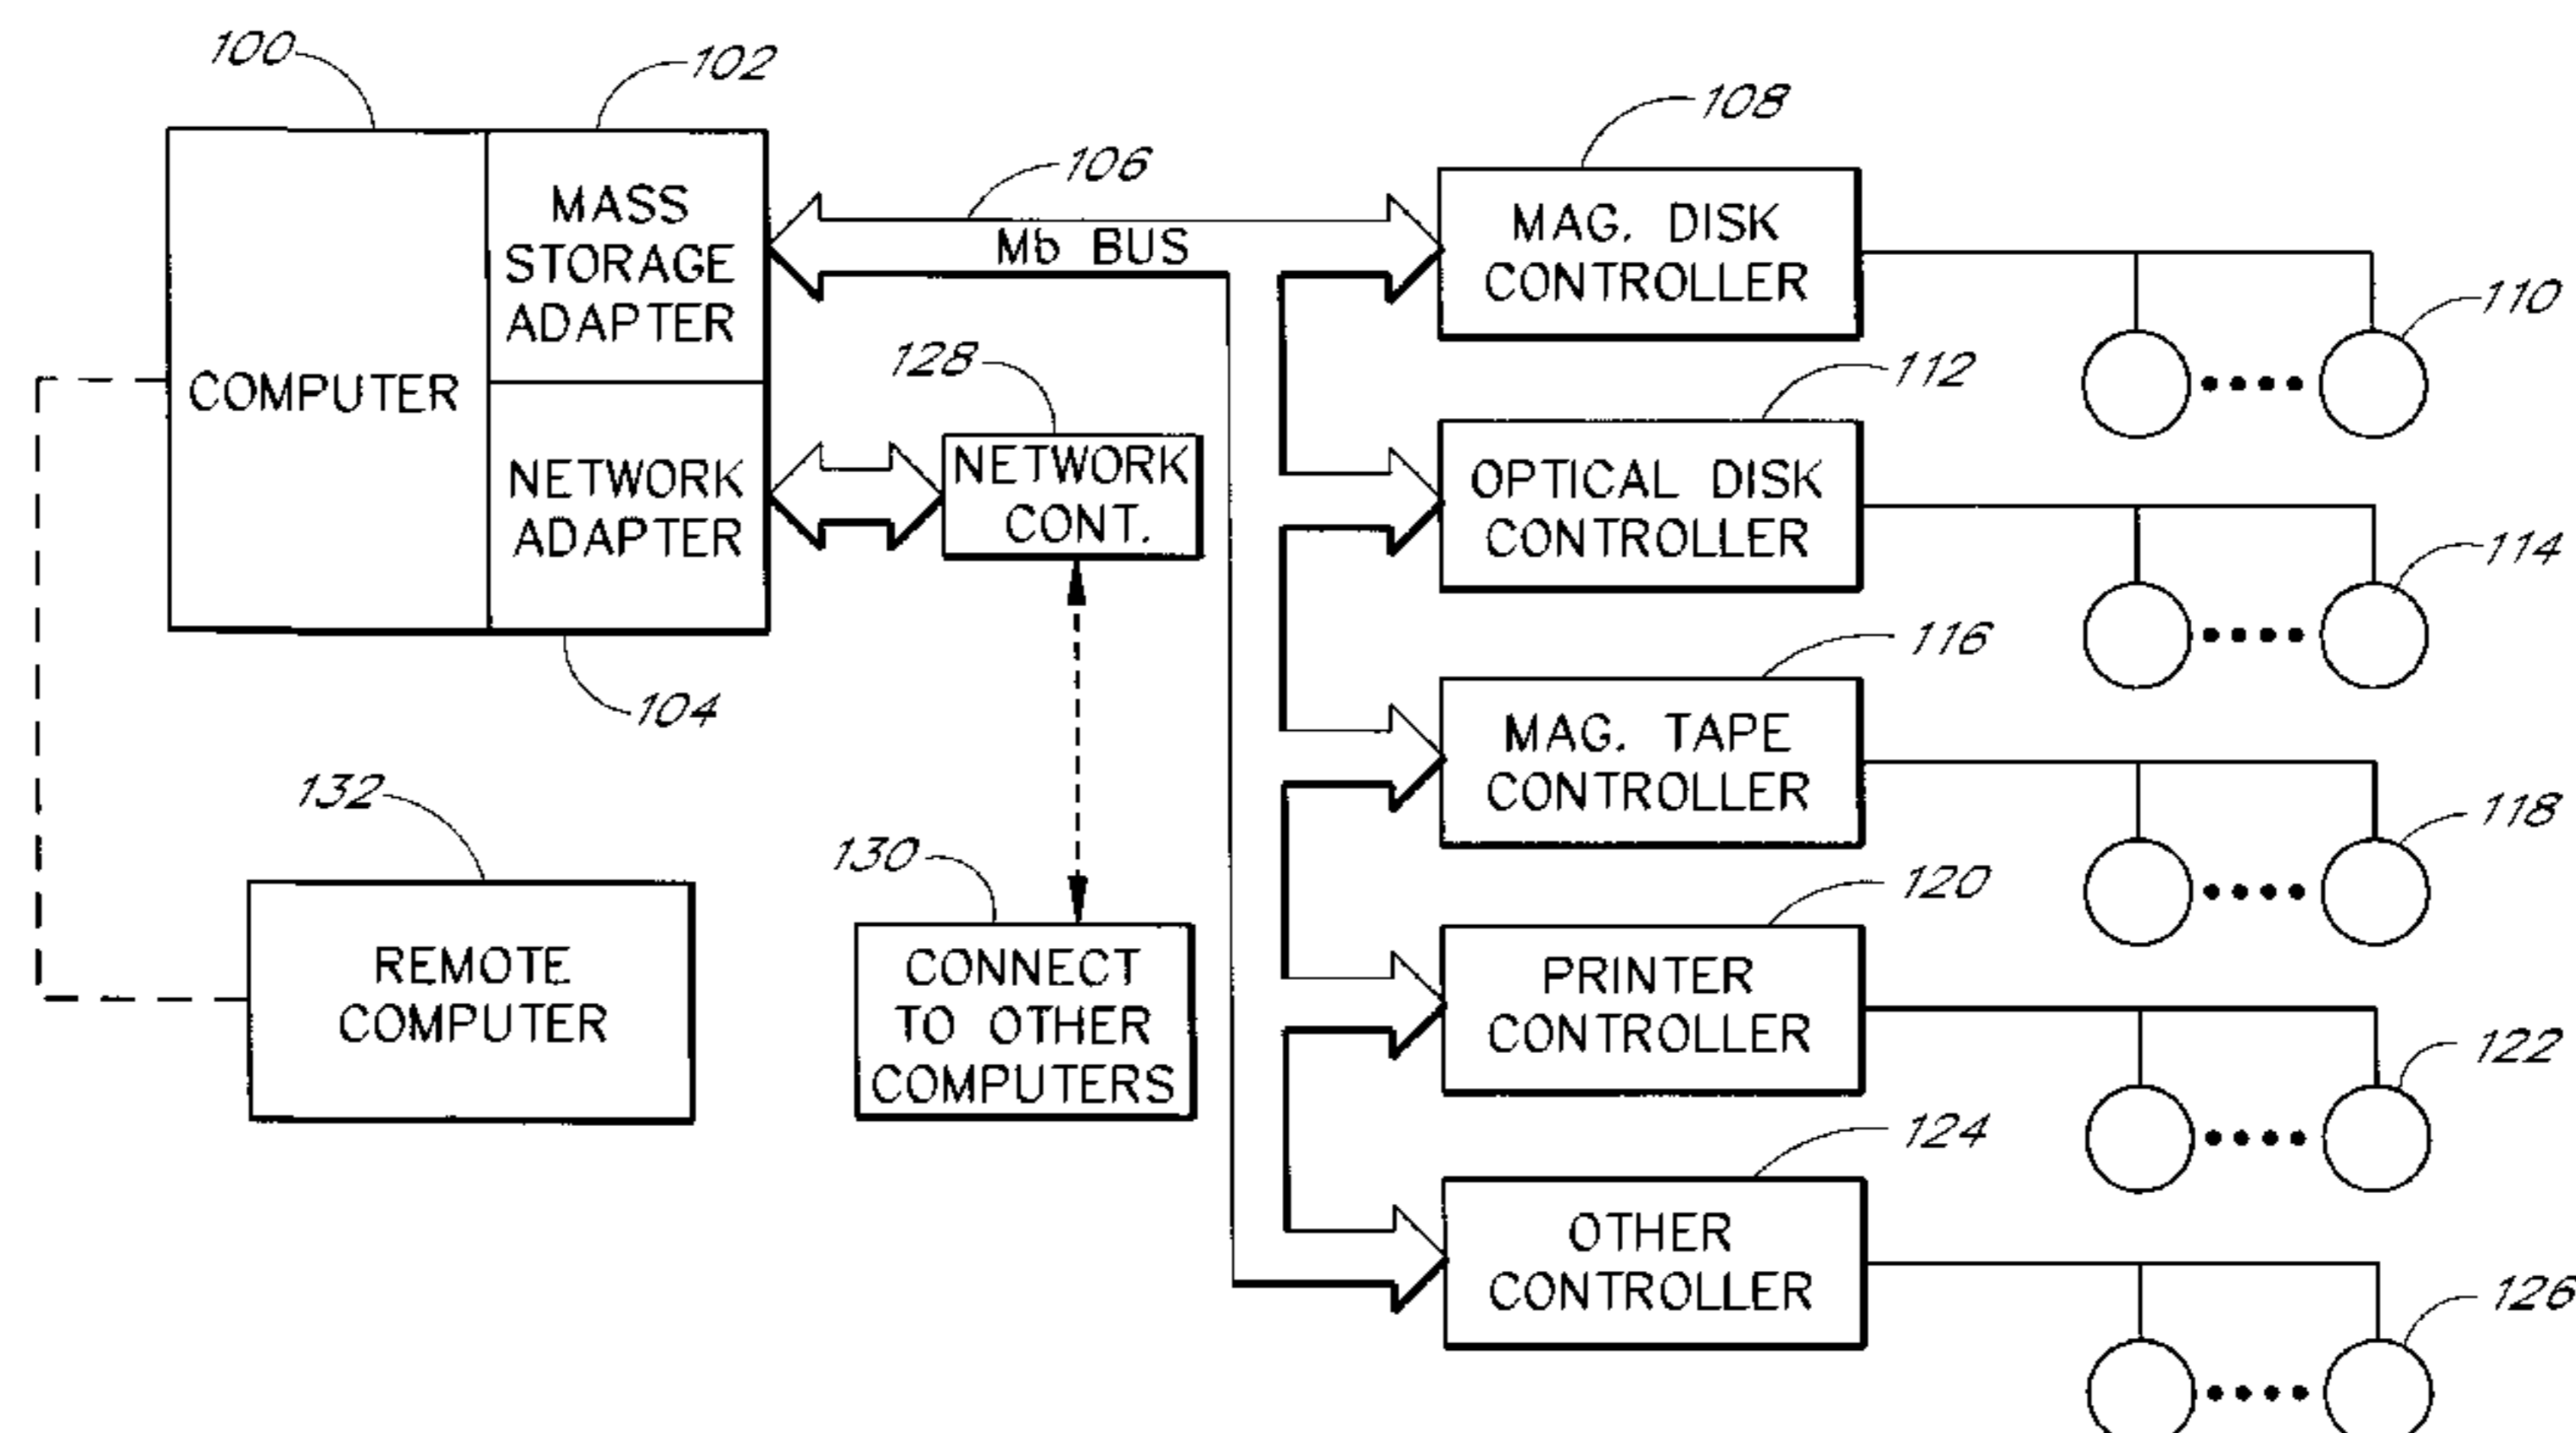 100
102
MASS
STORAGE
ADAPTER
COMPUTER
NETWORK
ADAPTER
104
106
Mb BUS
128
NETWORK
CONT.
130
CONNECT
TO OTHER
COMPUTERS
132
REMOTE
COMPUTER
108
MAG. DISK
CONTROLLER
110
112
OPTICAL DISK
CONTROLLER
114
116
MAG. TAPE
CONTROLLER
118
120
PRINTER
CONTROLLER
122
124
OTHER
CONTROLLER
126